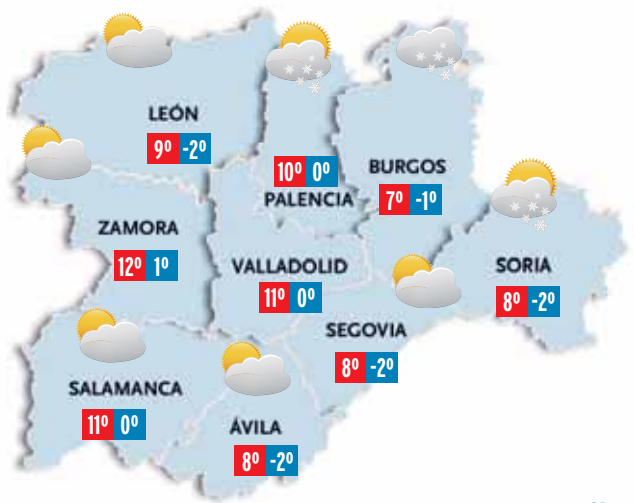 LEÓN
9º -2º
10º 0º
PALENCIA
BURGOS
7º -1º
ZAMORA
12º 1º
VALLADOLID
11º 0º
SORIA
8º -2º
SEGOVIA
8º -2º
SALAMANCA
11º 0º
ÁVILA
8º -2º